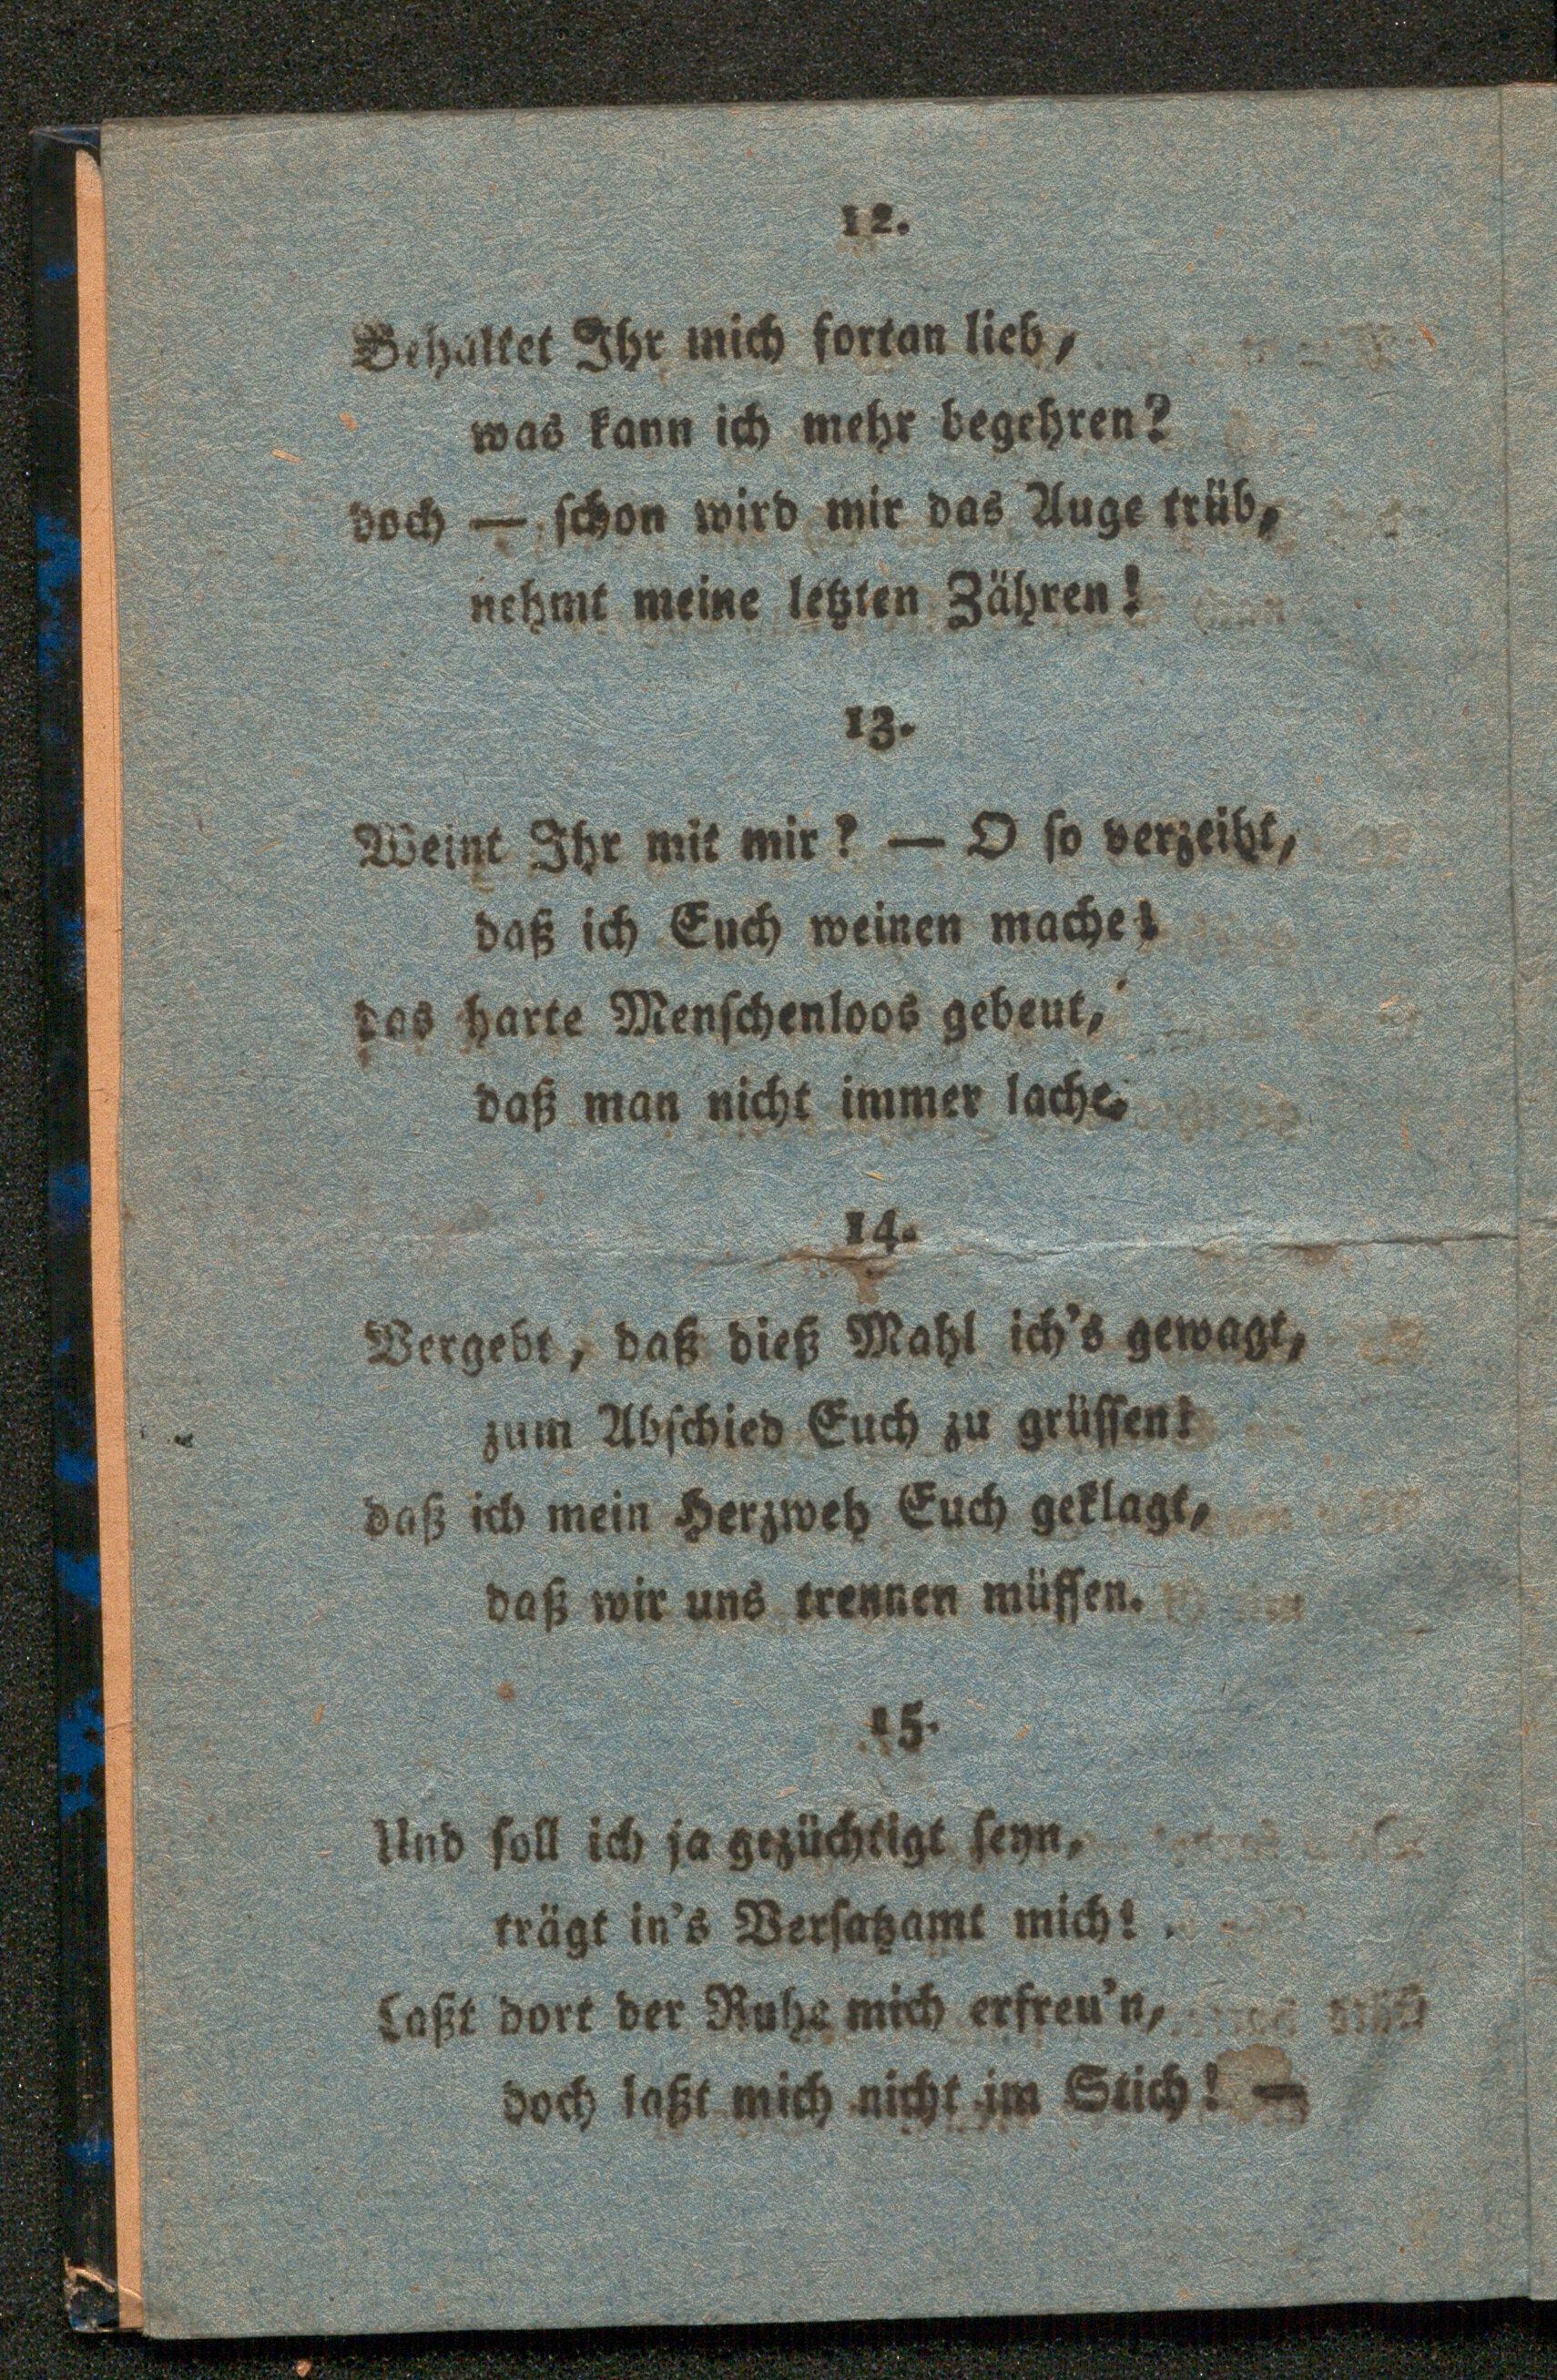 12.
Behaltet Ihr mich fortan lieb,
was kann ich mehr begehren?
doch — schon wird mir das Auge trüb,
nehmt meine letzten Zähren!
13.
Weint Ihr mit mir? — O so verzeiht,
daß ich Euch weinen mache!
das harte Menschenloos gebeut,
daß man nicht immer lache.
14.
Vergebt, daß dieß Mahl ich's gewagt,
zum Abschied Euch zu grüssen!
daß ich mein Herzweh Euch geklagt,
daß wir uns trennen müssen.
15.
Und soll ich ja gezüchtigt seyn,
trägt in's Versatzamt mich!
Laßt dort der Ruhe mich erfreu'n,
doch laßt mich nicht im Stich! —